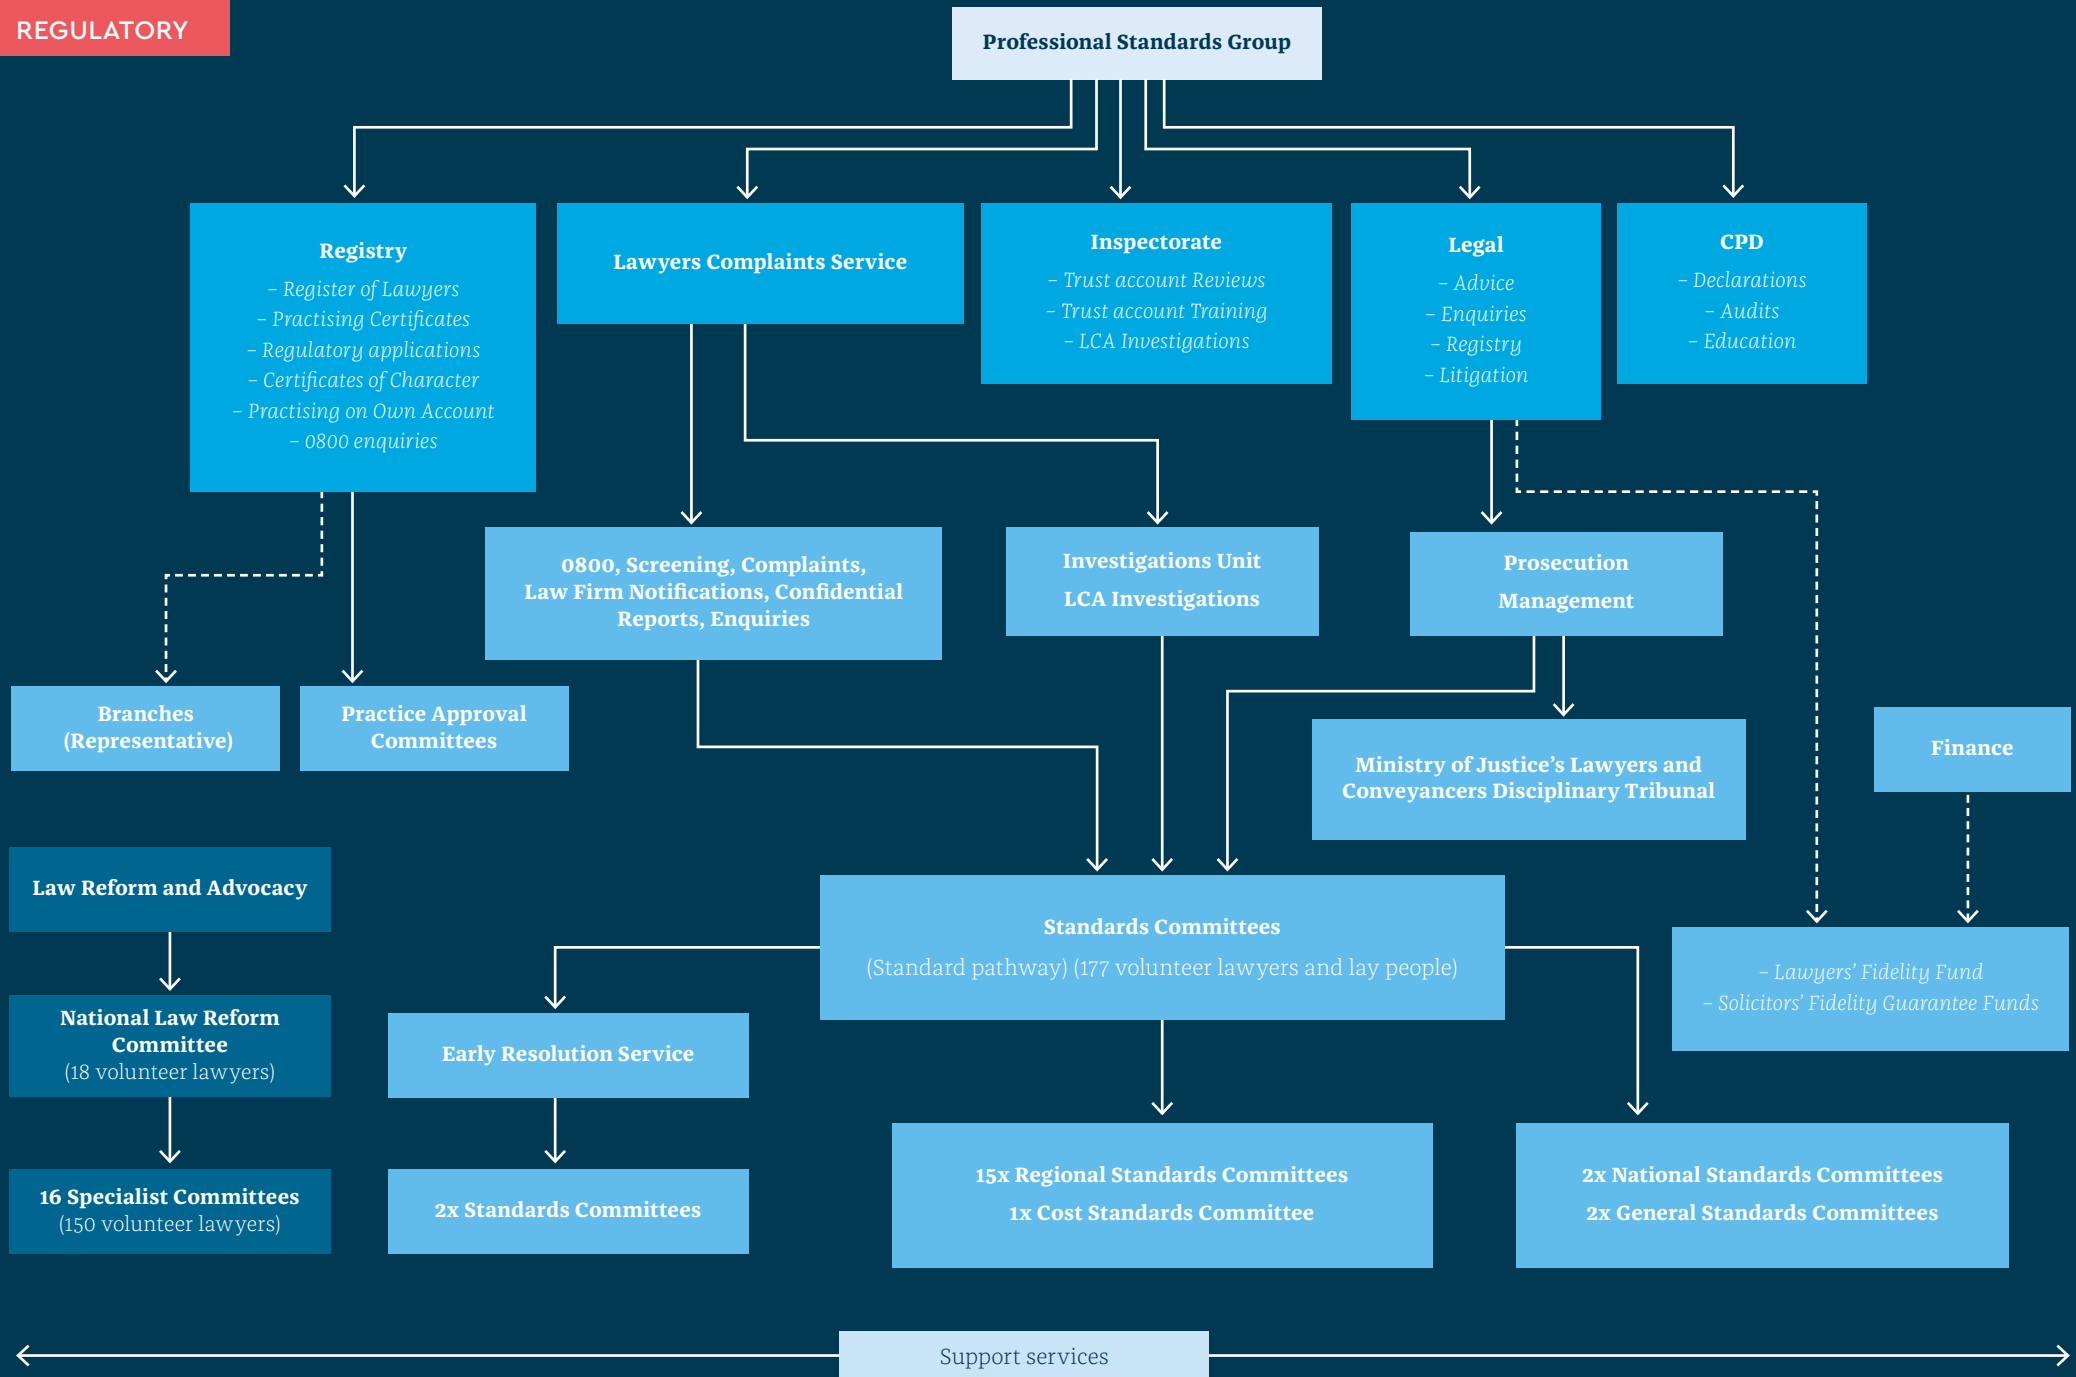 REGULATORY
Professional Standards Group
Registry
– Register of Lawyers
– Practising Certificates
– Regulatory applications
– Certificates of Character
– Practising on Own Account
– 0800 enquiries
Lawyers Complaints Service
Inspectorate
– Trust account Reviews
– Trust account Training
– LCA Investigations
Legal
– Advice
– Enquiries
– Registry
– Litigation
CPD
– Declarations
– Audits
– Education
0800, Screening, Complaints,
Law Firm Notifications, Confidential
Reports, Enquiries
Investigations Unit
LCA Investigations
Prosecution
Management
Branches
(Representative)
Practice Approval
Committees
Ministry of Justice’s Lawyers and
Conveyancers Disciplinary Tribunal
Finance
Law Reform and Advocacy
Standards Committees
(Standard pathway) (177 volunteer lawyers and lay people)
– Lawyers’ Fidelity Fund
– Solicitors’ Fidelity Guarantee Funds
National Law Reform
Committee
(18 volunteer lawyers)
Early Resolution Service
16 Specialist Committees
(150 volunteer lawyers)
2x Standards Committees
15x Regional Standards Committees
1x Cost Standards Committee
2x National Standards Committees
2x General Standards Committees
Support services